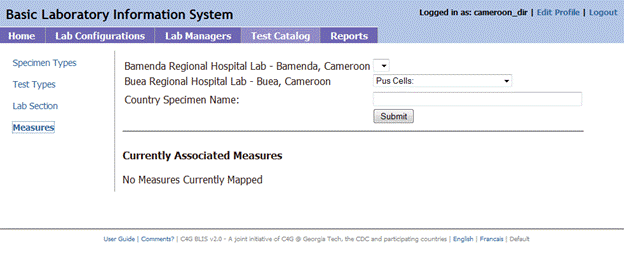 Basic Laboratory Information System
Logged in as: cameroon_dir | Edit Profile | Logout
Home Lab Configurations Lab Managers Test Catalog Reports
Specimen Types
Test Types
Lab Section
Measures
Bamenda Regional Hospital Lab - Bamenda, Cameroon
Buea Regional Hospital Lab - Buea, Cameroon Pus Cells:
Country Specimen Name:
Submit
Currently Associated Measures
No Measures Currently Mapped
User Guide | Comments? | C4G BLIS v2.0 - A joint initiative of C4G @ Georgia Tech, the CDC and participating countries | English | Francais | Default